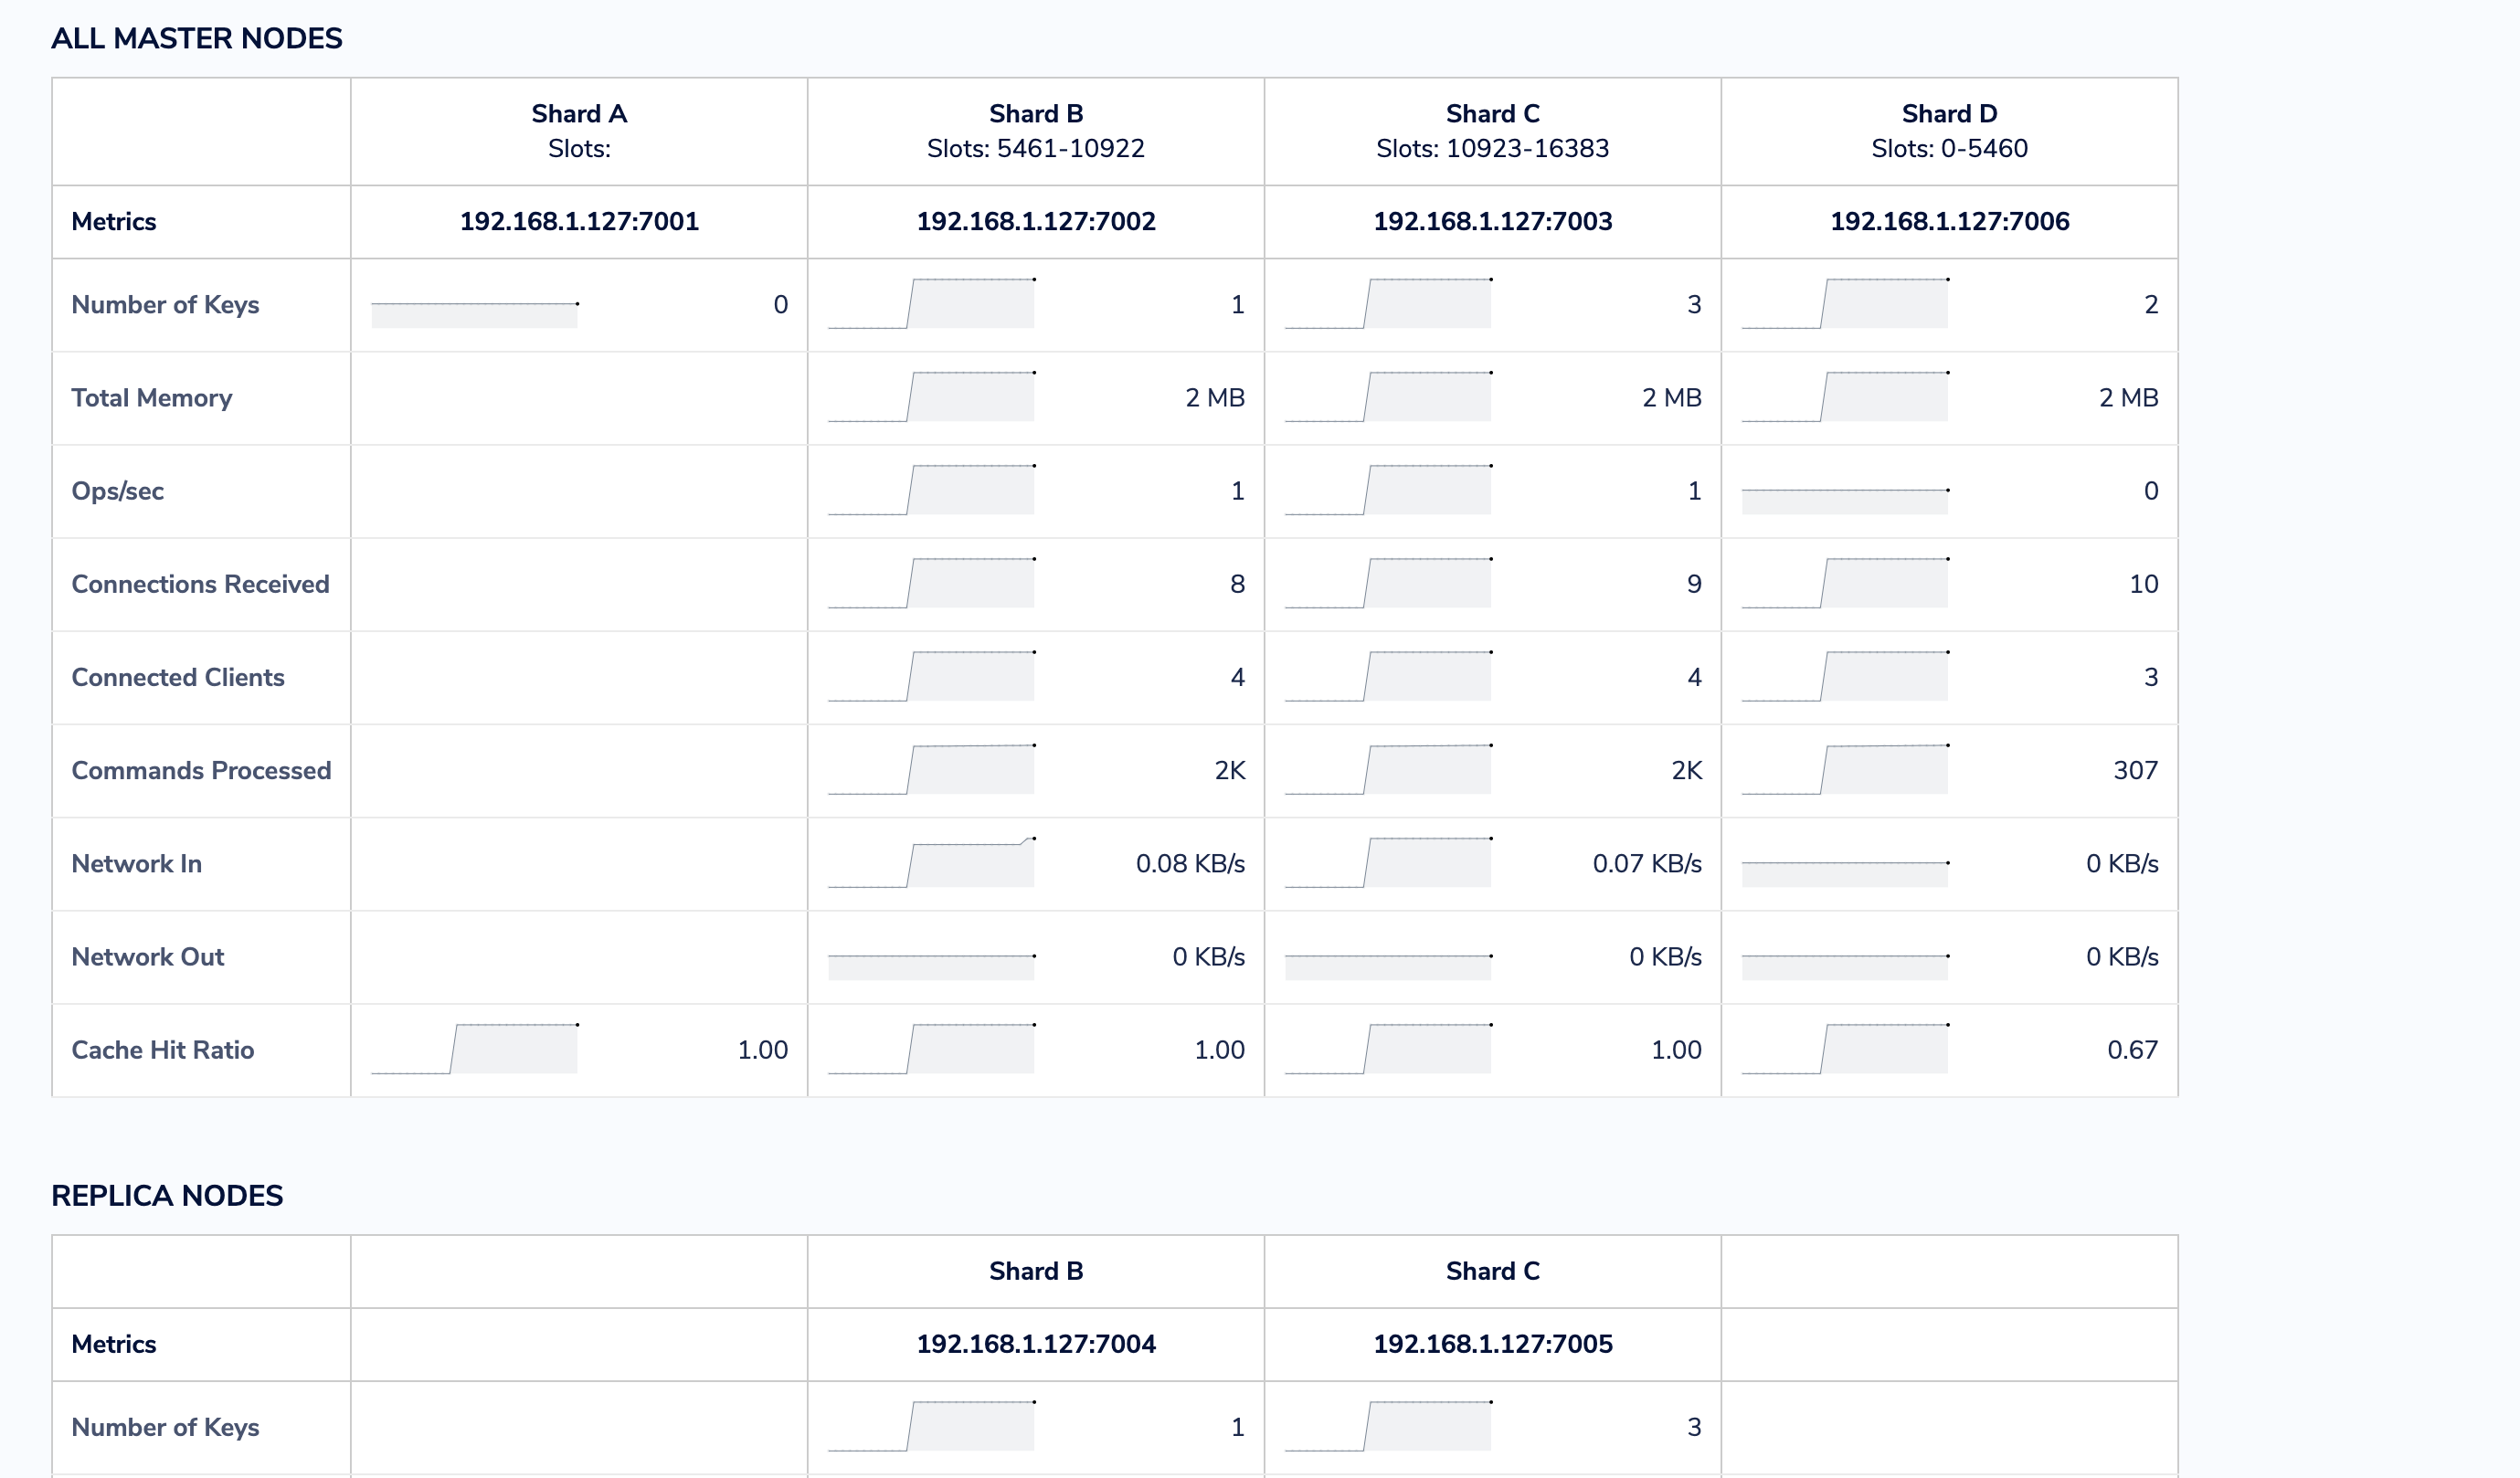 ALL MASTER NODES
Shard A Shard B Shard C Shard D
Slots: Slots: 5461-10922 Slots: 10923-16383 Slots: 0-5460
Metrics 192.168.1.127:7001 192.168.1.127:7002 192.168.1.127:7003 192.168.1.127:7006
Number of Keys 0 1 3 2
Total Memory 2 MB 2 MB 2 MB
Ops/sec 1 1 0
Connections Received 8 9 10
Connected Clients 4 4 3
Commands Processed 2K 2K 307
Network In 0.08 KB/s 0.07 KB/s 0 KB/s
Network Out 0 KB/s 0 KB/s 0 KB/s
Cache Hit Ratio 1.00 1.00 1.00 0.67
REPLICA NODES
Shard B Shard C
Metrics 192.168.1.127:7004 192.168.1.127:7005
Number of Keys 1 3